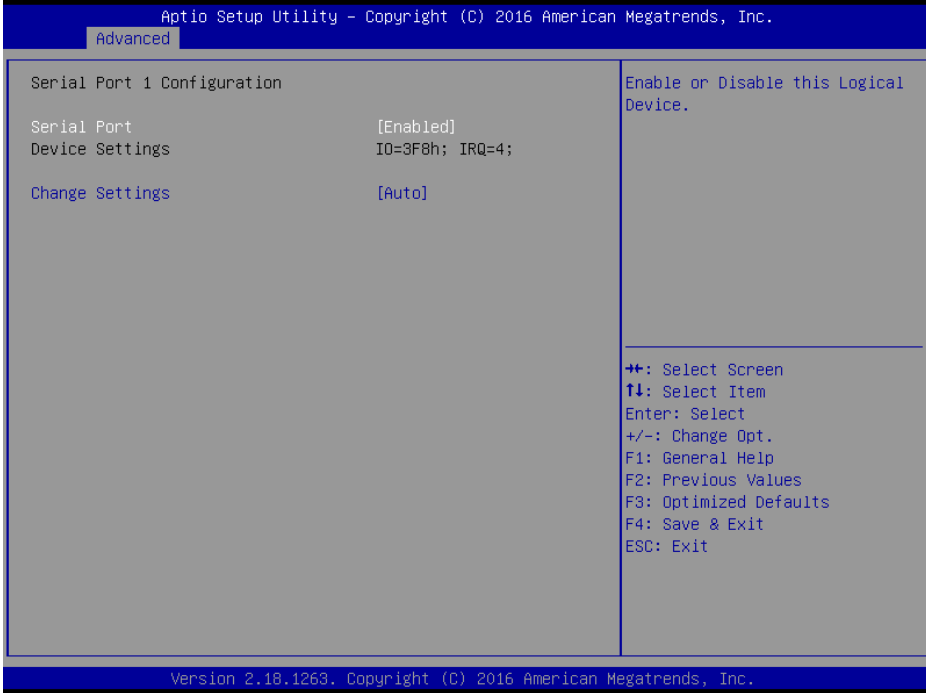 Aptio Setup Utility – Copyright (C) 2016 American Megatrends, Inc.
Advanced
Serial Port 1 Configuration
Serial Port [Enabled]
Device Settings IO=3F8h; IRQ=4;
Change Settings [Auto]
Enable or Disable this Logical
Device.
→←: Select Screen
↑↓: Select Item
Enter: Select
+/-: Change Opt.
F1: General Help
F2: Previous Values
F3: Optimized Defaults
F4: Save & Exit
ESC: Exit
Version 2.18.1263. Copyright (C) 2016 American Megatrends, Inc.